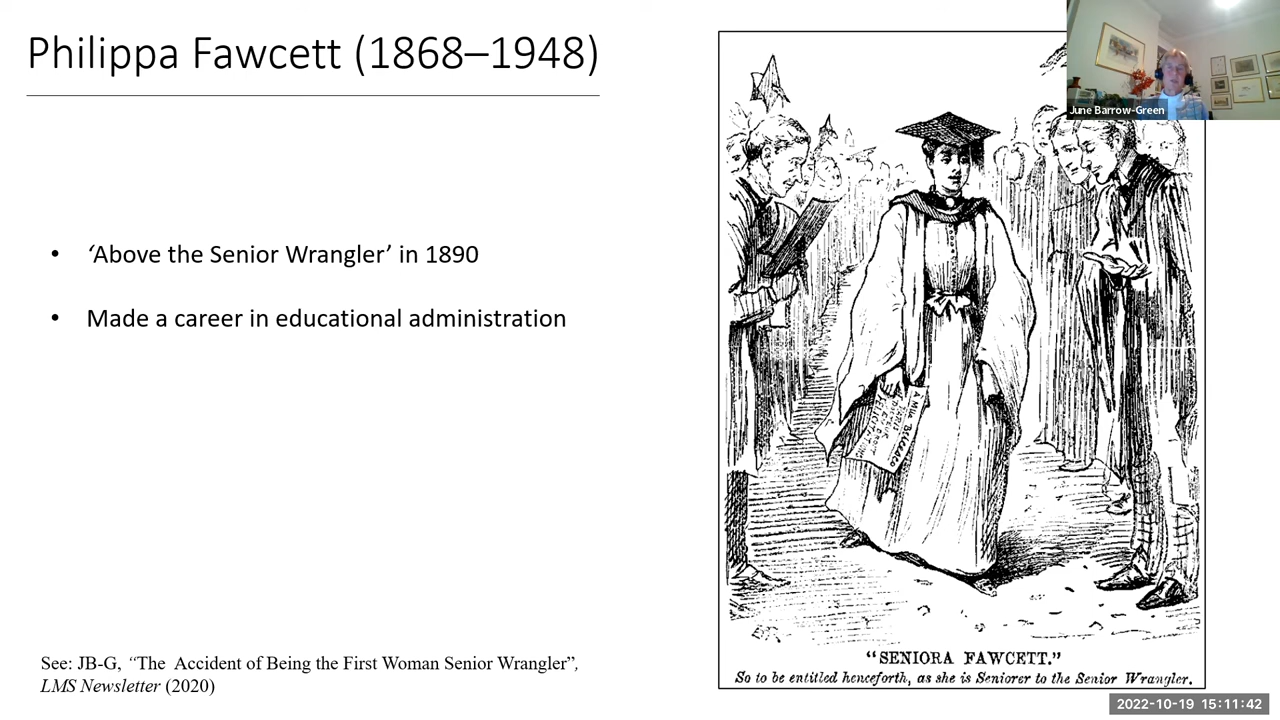 Philippa Fawcett (1868–1948)
June Barrow-Green
• ‘Above the Senior Wrangler’ in 1890
• Made a career in educational administration
See: JB-G, “The Accident of Being the First Woman Senior Wrangler”,
LMS Newsletter (2020)
“SENIORA FAWCETT.”
So to be entitled henceforth, as she is Seniorer to the Senior Wrangler.
2022-10-19 15:11:42